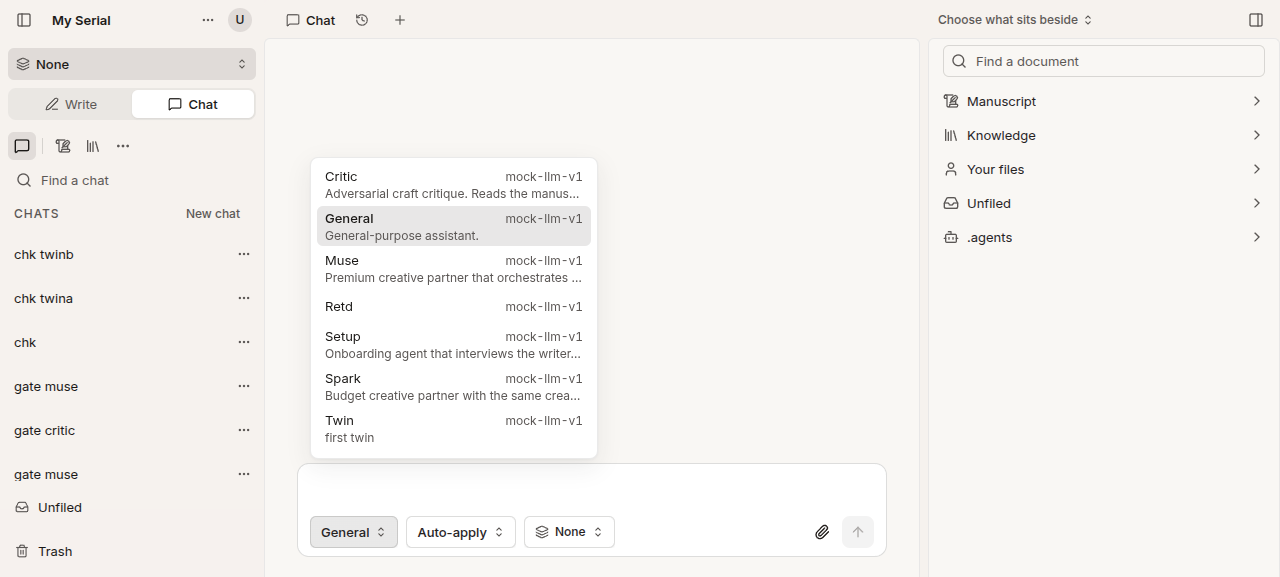 My Serial
U
None
Write
Chat
Find a chat
CHATS
New chat
chk twinb
chk twina
chk
gate muse
gate critic
gate muse
Unfiled
Trash
Chat
Critic
mock-llm-v1
Adversarial craft critique. Reads the manus...
General
mock-llm-v1
General-purpose assistant.
Muse
mock-llm-v1
Premium creative partner that orchestrates ...
Retd
mock-llm-v1
Setup
mock-llm-v1
Onboarding agent that interviews the writer...
Spark
mock-llm-v1
Budget creative partner with the same crea...
Twin
mock-llm-v1
first twin
General
Auto-apply
None
Choose what sits beside
Find a document
Manuscript
Knowledge
Your files
Unfiled
.agents